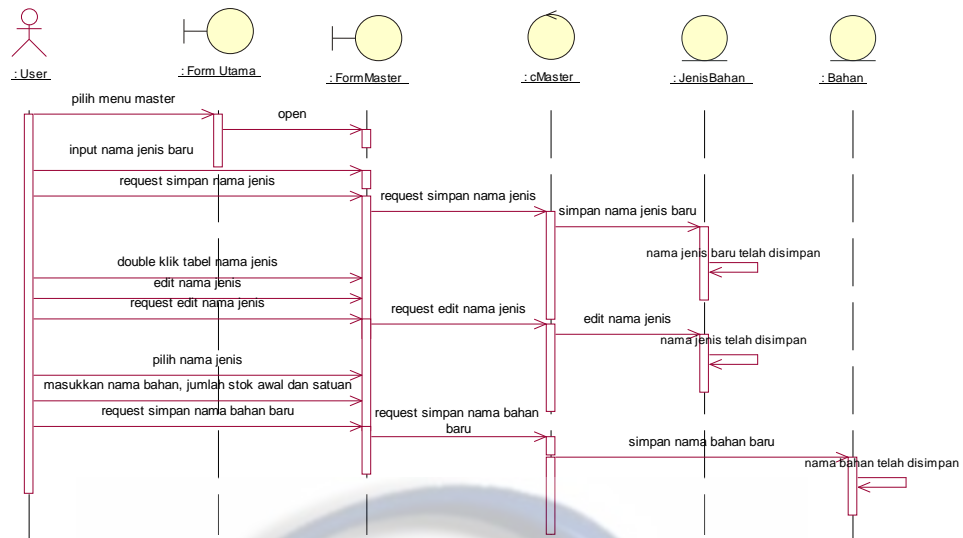 : User
: Form Utama
: FormMaster
: cMaster
: JenisBahan
: Bahan
pilih menu master
open
input nama jenis baru
request simpan nama jenis
request simpan nama jenis
simpan nama jenis baru
nama jenis baru telah disimpan
double klik tabel nama jenis
edit nama jenis
request edit nama jenis
request edit nama jenis
edit nama jenis
nama jenis telah disimpan
pilih nama jenis
masukkan nama bahan, jumlah stok awal dan satuan
request simpan nama bahan baru
request simpan nama bahan
baru
simpan nama bahan baru
nama bahan telah disimpan